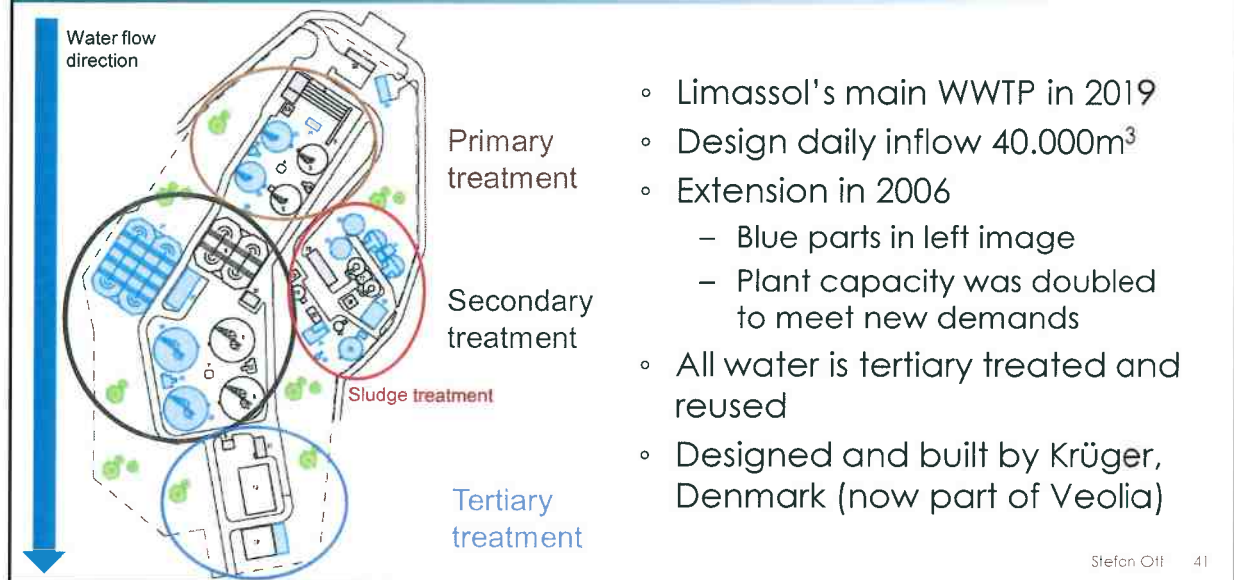 Water flow
direction
Primary
treatment
Secondary
treatment
Sludge treatment
Tertiary
treatment
◦ Limassol's main WWTP in 2019
◦ Design daily inflow 40.000m³
◦ Extension in 2006
– Blue parts in left image
– Plant capacity was doubled
to meet new demands
◦ All water is tertiary treated and
reused
◦ Designed and built by Krüger,
Denmark (now part of Veolia)
Stefan Ott 41